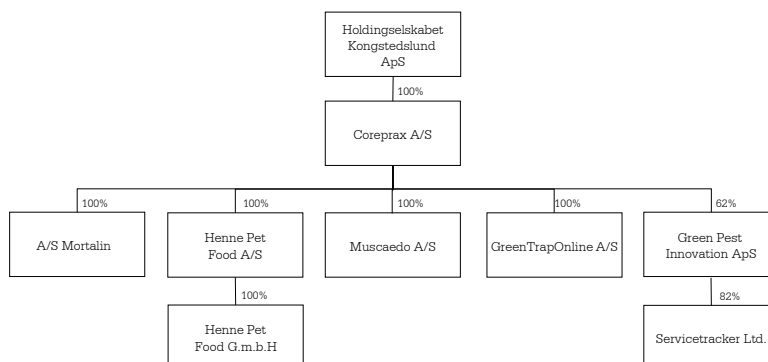 Holdingselskabet
Kongstedslund
ApS
100%
Coreprax A/S
100%
100%
100%
100%
62%
A/S Mortalin
Henne Pet
Food A/S
Muscaedo A/S
GreenTrapOnline A/S
Green Pest
Innovation ApS
100%
82%
Henne Pet
Food G.m.b.H
Servicetracker Ltd.